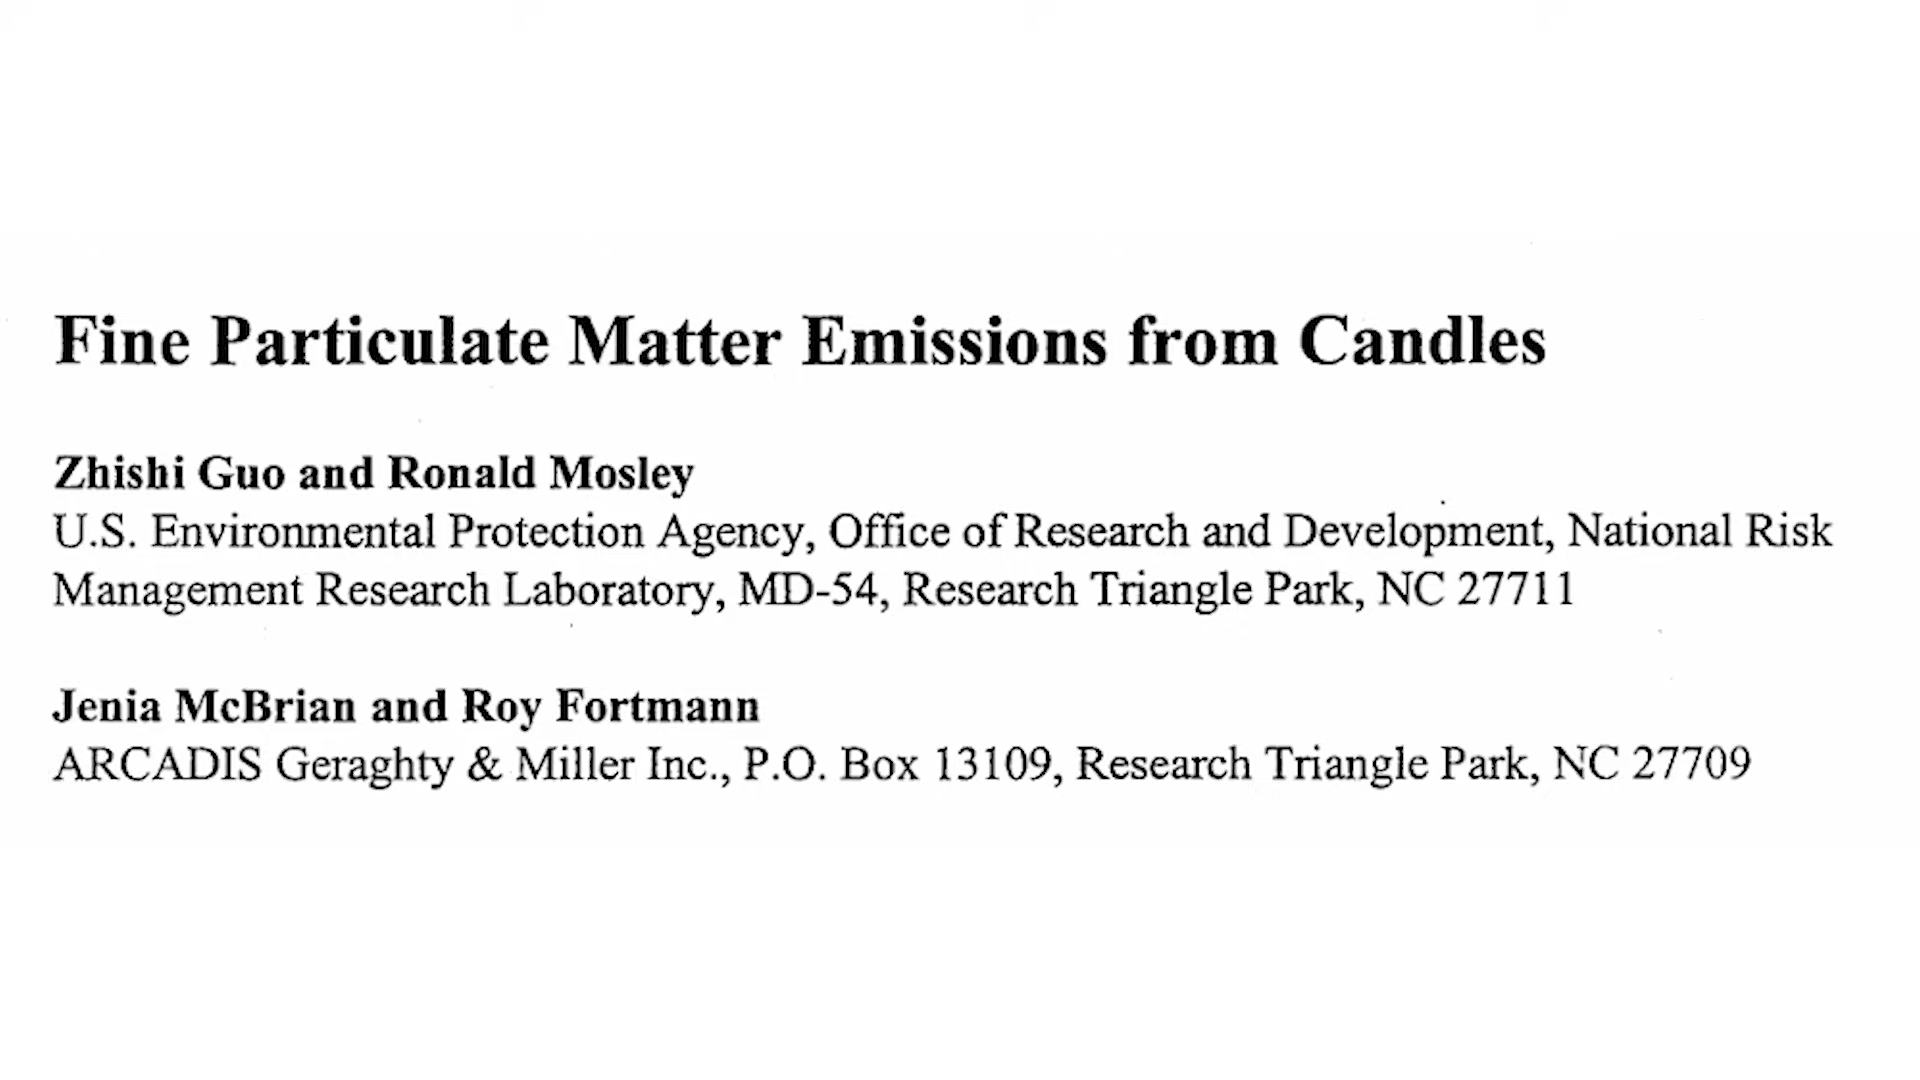 Fine Particulate Matter Emissions from Candles
Zhishi Guo and Ronald Mosley
U.S. Environmental Protection Agency, Office of Research and Development, National Risk
Management Research Laboratory, MD-54, Research Triangle Park, NC 27711
Jenia McBrian and Roy Fortmann
ARCADIS Geraghty & Miller Inc., P.O. Box 13109, Research Triangle Park, NC 27709